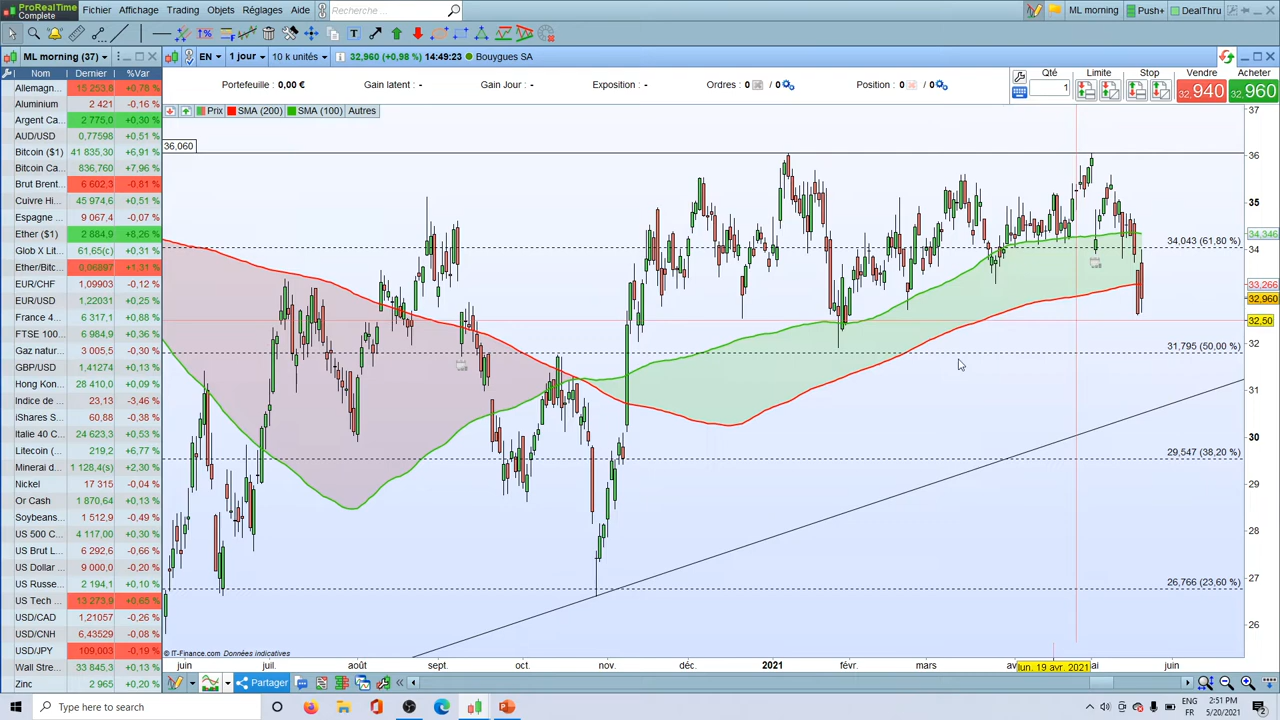 ProRealTime
Complete
Fichier Affichage Trading Objets Réglages Aide Recherche ... ML morning Push+ DealThru
ML morning (37) EN 1 jour 10 k unités 32,960 (+0,98 %) 14:49:23 Bouygues SA
Nom Dernier %Var
Portefeuille : 0,00 € Gain latent : - Gain Jour : - Exposition : - Ordres : 0 / 0 Position : 0 / 0
Qté Limite Stop Vendre Acheter
1 32,940 32,960
Prix SMA (200) SMA (100) Autres
Allemagn... 15 253,8 +0,78 %
Aluminium 2 421 -0,16 %
Argent Ca... 2 775,0 +0,30 %
AUD/USD 0,77598 +0,51 %
Bitcoin ($1) 41 835,30 +6,91 %
Bitcoin Ca... 836,760 +7,96 %
Brut Brent... 6 602,3 -0.81 %
Cuivre Hi... 45 974,6 +0,51 %
Espagne ... 9 067,4 -0,07 %
Ether ($1) 2 884,9 +8,26 %
Glob X Lit... 61,65(c) +0,31 %
Ether/Bitc... 0,06897 +1.31 %
EUR/CHF 1,09903 -0,12 %
EUR/USD 1,22031 +0,25 %
France 4... 6 317,1 +0,88 %
FTSE 100... 6 984,9 +0,36 %
Gaz natur... 3 005,5 -0,30 %
GBP/USD 1,41274 +0,13 %
Hong Kon... 28 410,0 +0,09 %
Indice de ... 23,13 -3,46 %
iShares S... 60,88 -0,38 %
Italie 40 C... 24 623,3 +0,53 %
Litecoin (... 219,2 +6,77 %
Minerai d... 1 128,4(s) +2,30 %
Nickel 17 315 -0,04 %
Or Cash 1 870,64 +0,13 %
Soybeans... 1 512,9 -0,49 %
US 500 C... 4 117,00 +0,30 %
US Brut L... 6 292,6 -0,66 %
US Dollar ... 9 000,0 -0,20 %
US Russe... 2 194,1 +0,10 %
US Tech ... 13 273,9 +0,65 %
USD/CAD 1,21057 -0,26 %
USD/CNH 6,43529 -0,08 %
USD/JPY 109,003 -0,19 %
Wall Stre... 33 845,3 +0,13 %
Zinc 2 965 +0,20 %
36,060
34,043 (61,80 %)
31,795 (50,00 %)
29,547 (38,20 %)
26,766 (23,60 %)
37
36
35
34,346
33,266
32,960
32,50
32
31
30
29
28
27
26
© IT-Finance.com Données indicatives
juin juil. août sept. oct. nov. déc. 2021 févr. mars av lun. 19 avr. 2021 ai juin
Partager
Type here to search
ENG 2:51 PM
FR 5/20/2021
2